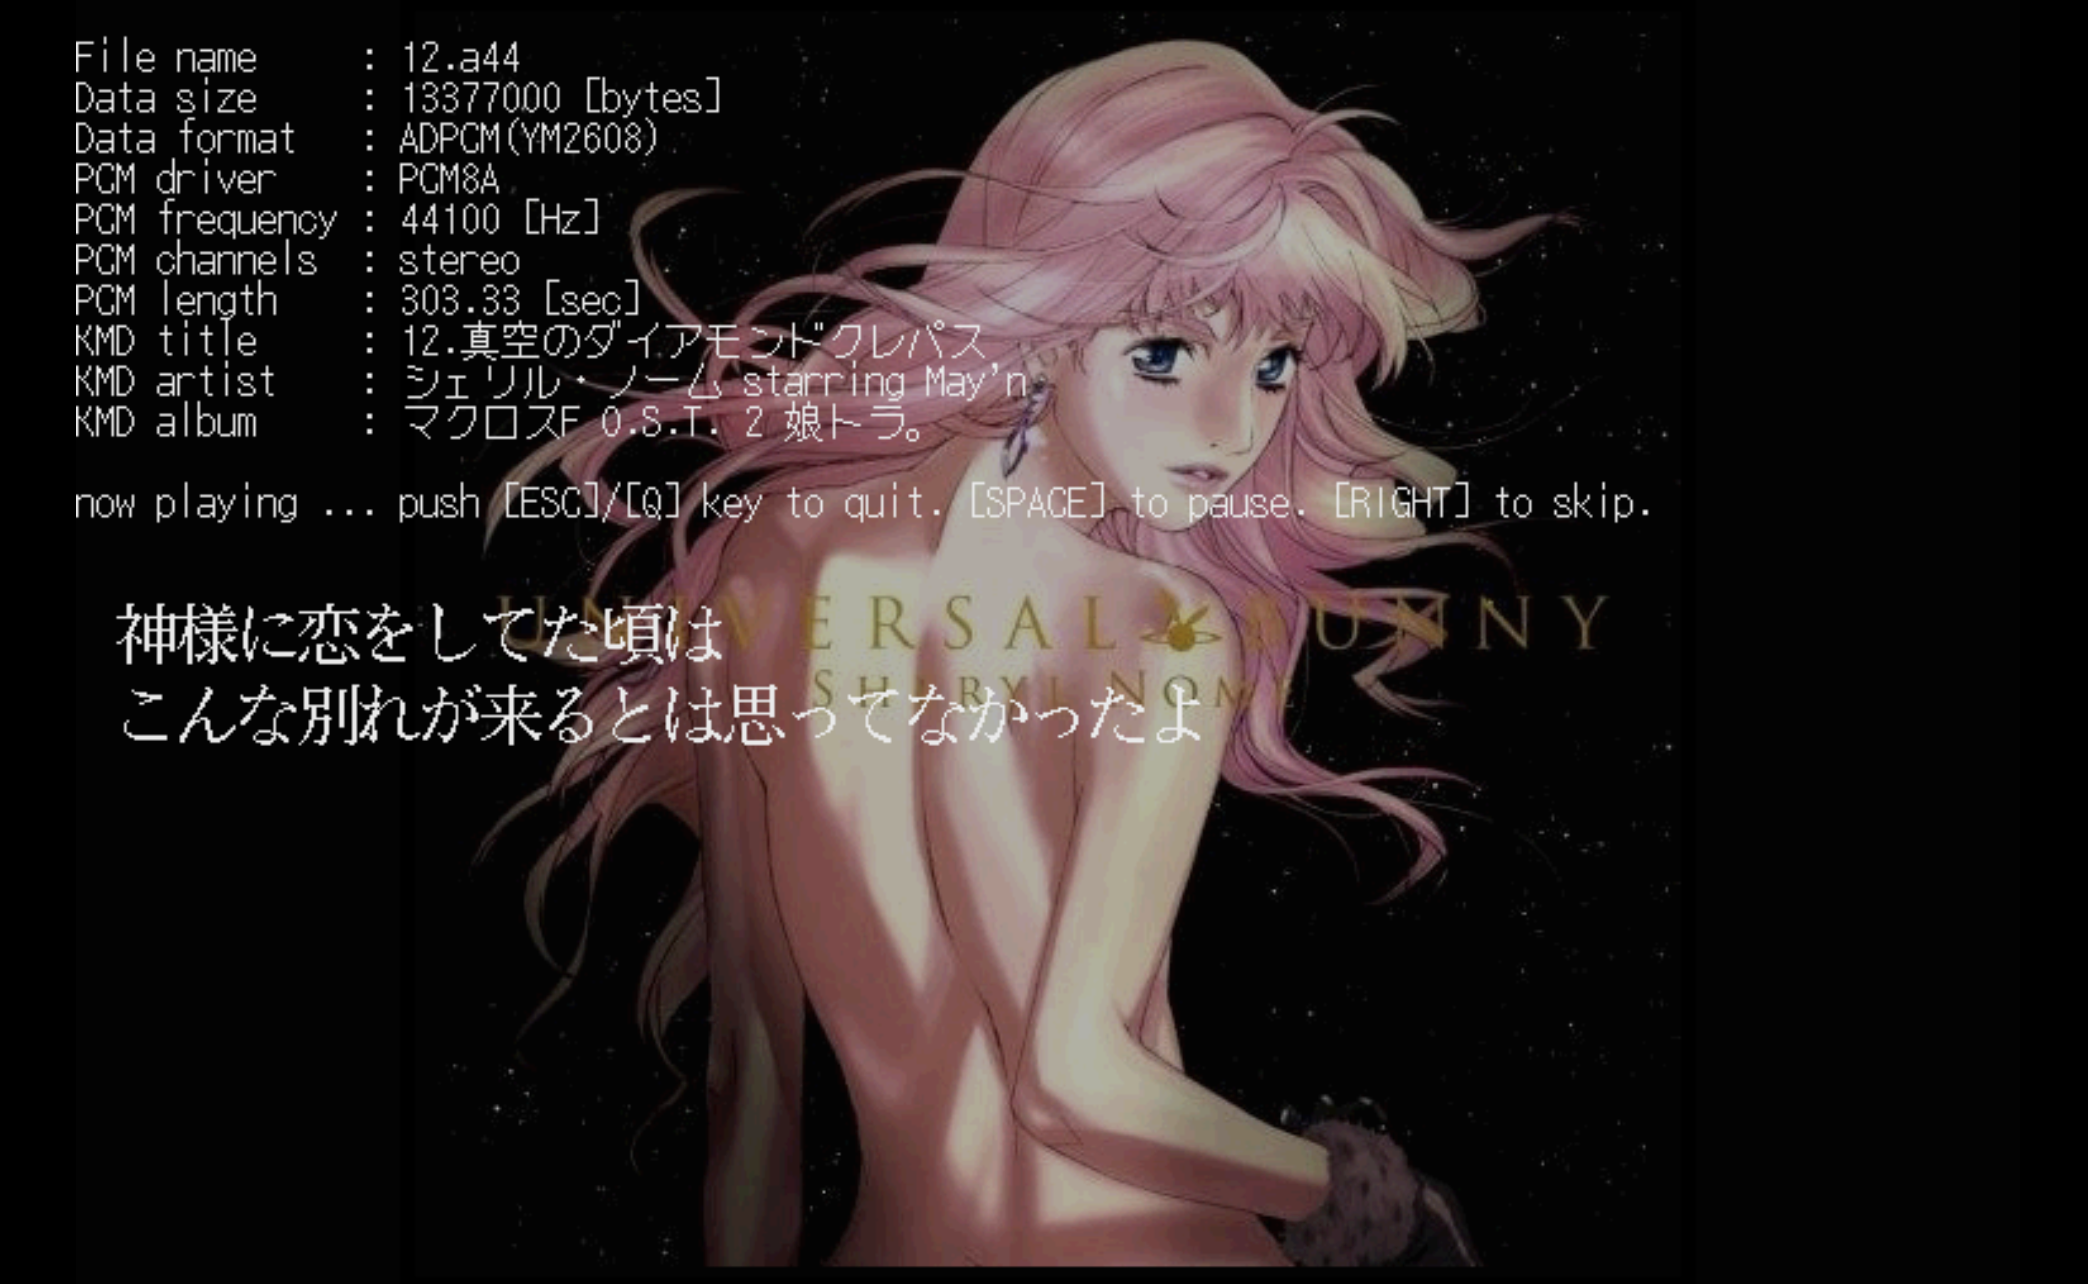 File name : 12.a44
Data size : 13377000 [bytes]
Data format : ADPCM(YM2608)
PCM driver : PCM8A
PCM frequency : 44100 [Hz]
PCM channels : stereo
PCM length : 303.33 [sec]
KMD title : 12.真空のダイアモンドクレパス
KMD artist : シェリル・ノーム starring May'n
KMD album : マクロスF O.S.T. 2 娘トラ。
now playing ... push [ESC]/[Q] key to quit. [SPACE] to pause. [RIGHT] to skip.
神様に恋をしてた頃は
UNIVERSAL BUNNY
SHERYL NOME
こんな別れが来るとは思ってなかったよ